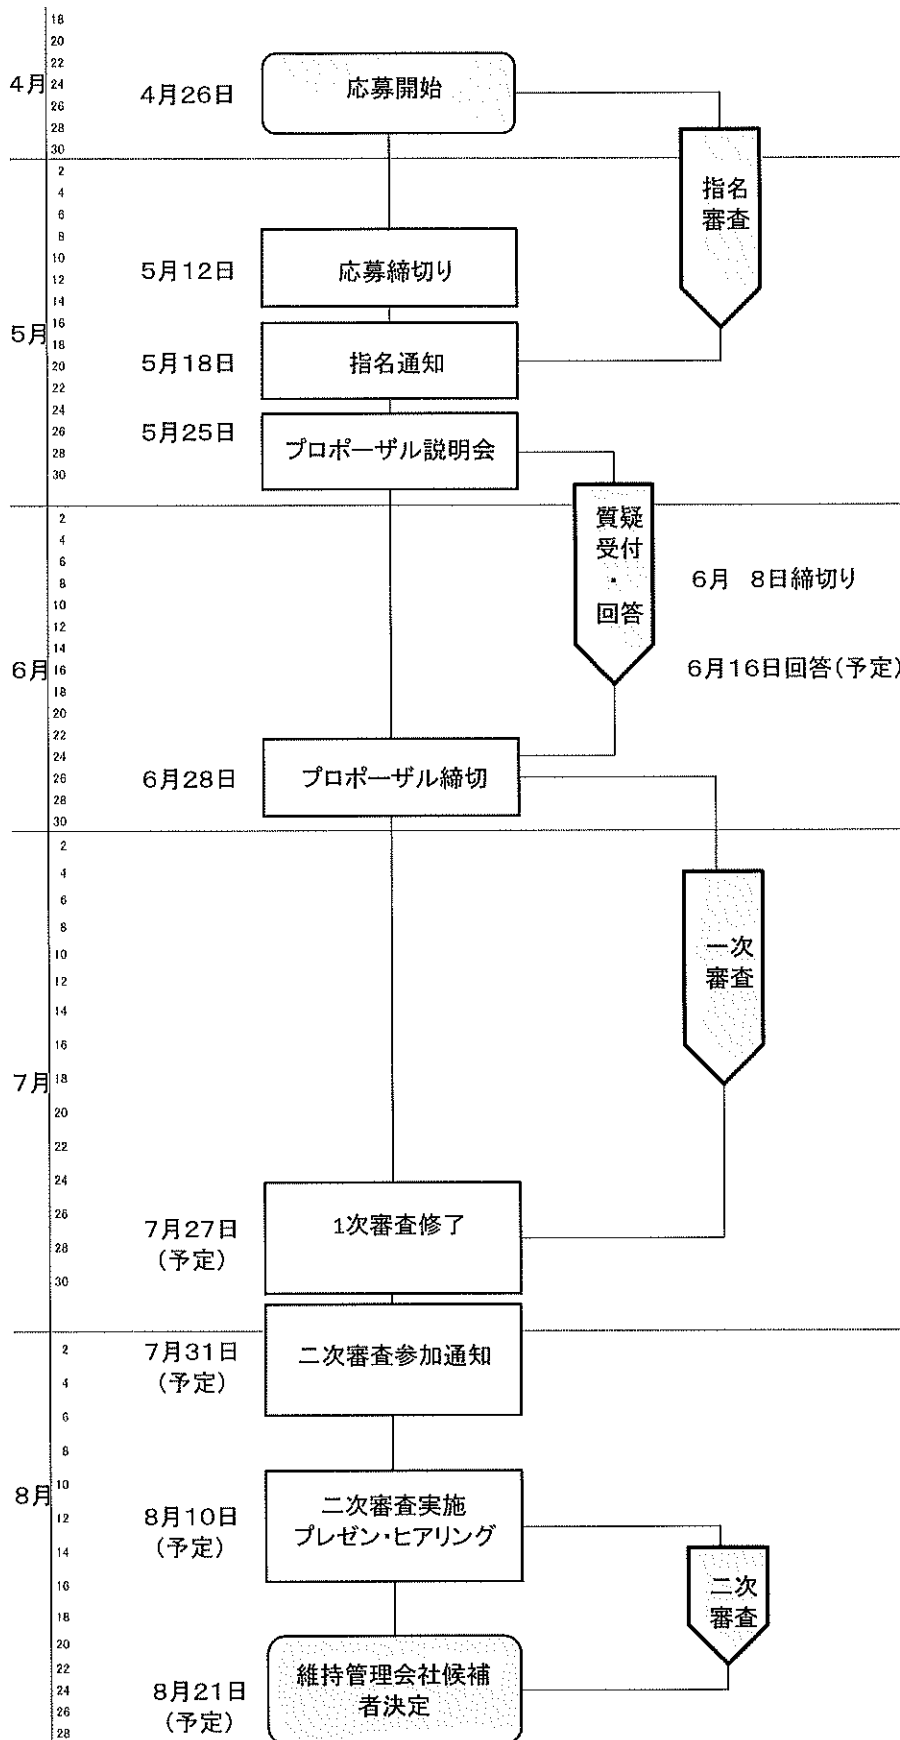 18
20
22
24
26
28
30
4月
4月26日
応募開始
指名
審査
2
4
6
8
10
12
14
16
18
20
22
24
26
28
30
5月
5月12日
応募締切り
5月18日
指名通知
5月25日
プロポーザル説明会
質疑
受付
・
回答
6月 8日締切り
6月16日回答(予定)
2
4
6
8
10
12
14
16
18
20
22
24
26
28
30
6月
6月28日
プロポーザル締切
一次
審査
2
4
6
8
10
12
14
16
18
20
22
24
26
28
30
7月
7月27日
(予定)
1次審査修了
7月31日
(予定)
二次審査参加通知
2
4
6
8
10
12
14
16
18
20
22
24
26
28
8月
8月10日
(予定)
二次審査実施
プレゼン・ヒアリング
二次
審査
8月21日
(予定)
維持管理会社候補
者決定